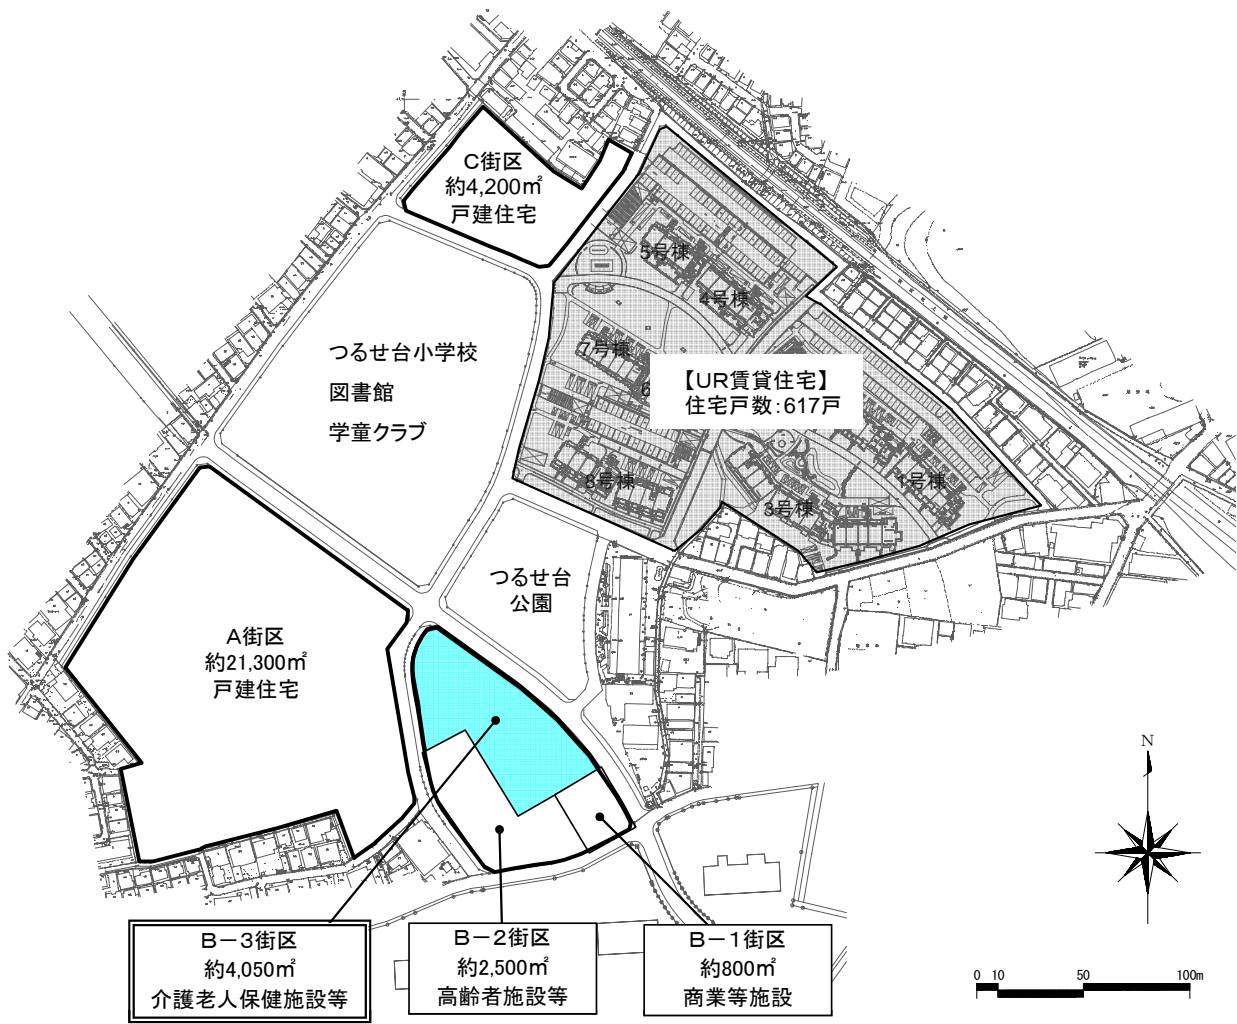 C街区
約4,200㎡
戸建住宅
5号棟
4号棟
つるせ台小学校
図書館
学童クラブ
7号棟
6
【UR賃貸住宅】
住宅戸数:617戸
8号棟
3号棟
1号棟
つるせ台
公園
A街区
約21,300㎡
戸建住宅
N
B-3街区
約4,050㎡
介護老人保健施設等
B-2街区
約2,500㎡
高齢者施設等
B-1街区
約800㎡
商業等施設
0 10 50 100m